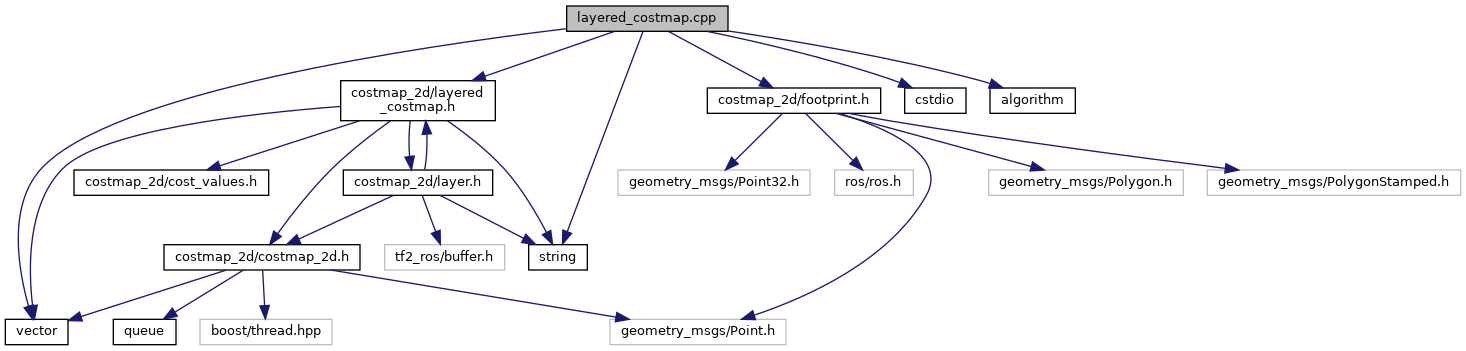 layered_costmap.cpp
costmap_2d/layered
_costmap.h
costmap_2d/footprint.h
cstdio
algorithm
costmap_2d/cost_values.h
costmap_2d/layer.h
geometry_msgs/Point32.h
ros/ros.h
geometry_msgs/Polygon.h
geometry_msgs/PolygonStamped.h
costmap_2d/costmap_2d.h
tf2_ros/buffer.h
string
vector
queue
boost/thread.hpp
geometry_msgs/Point.h